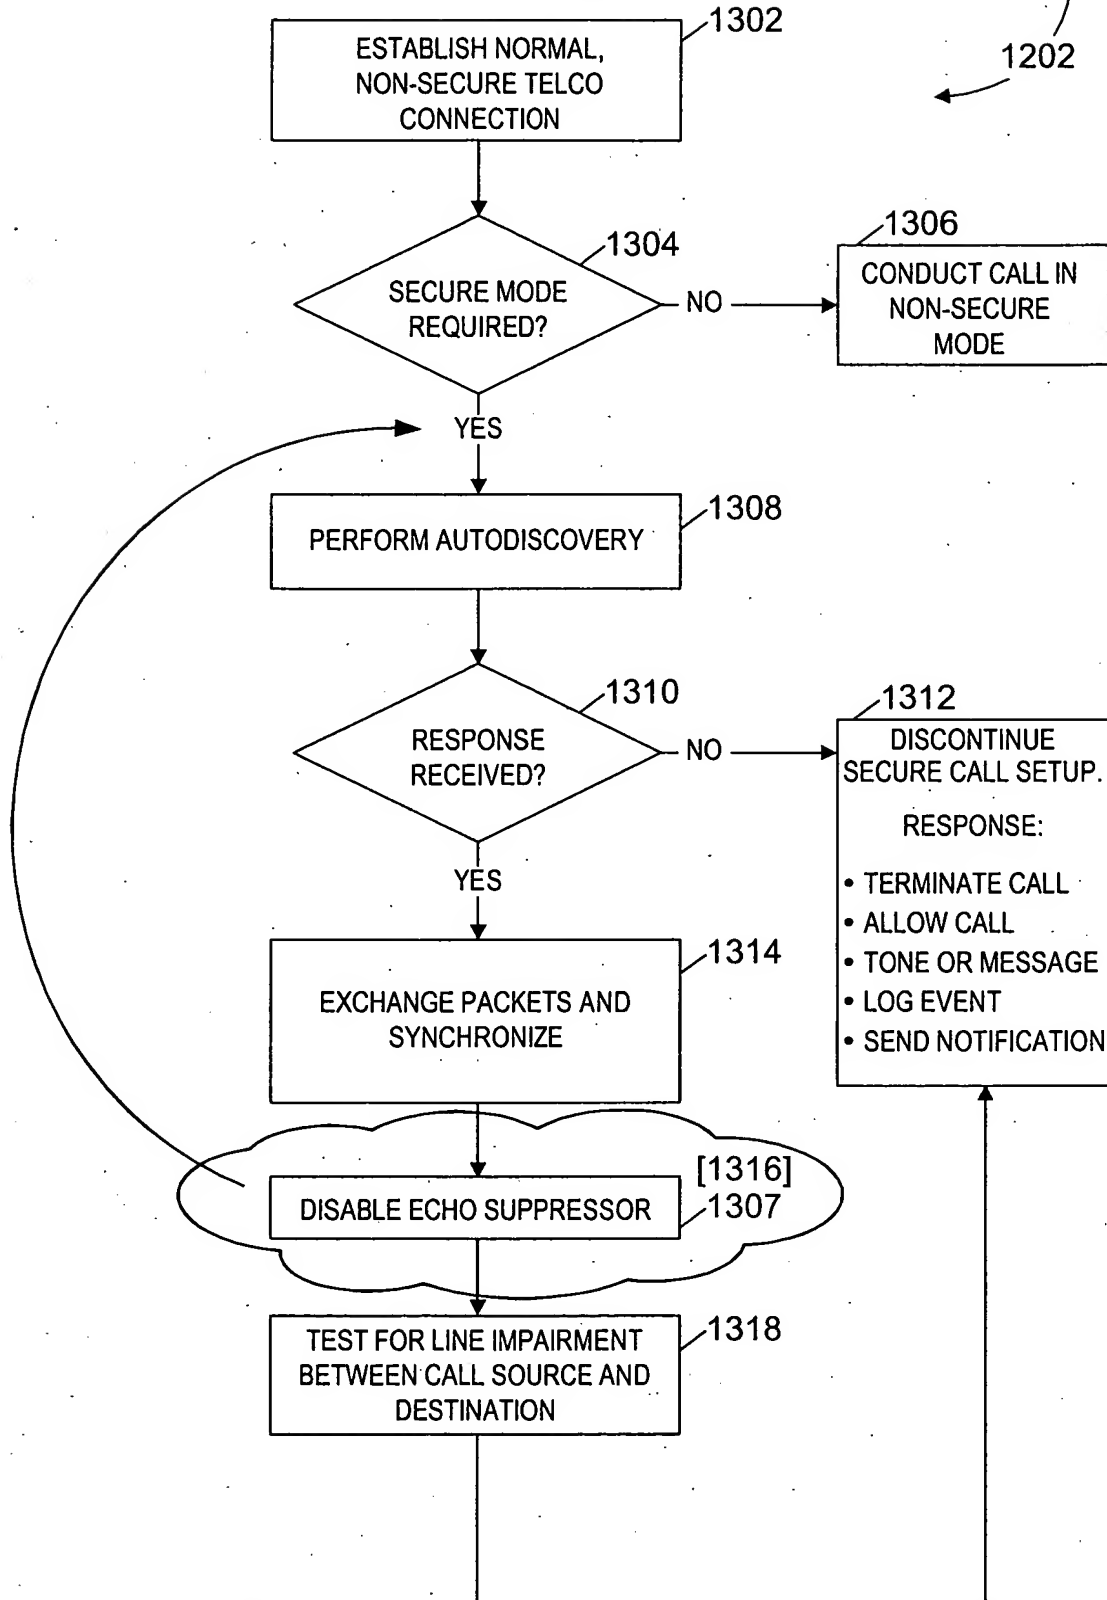 1302
ESTABLISH NORMAL,
NON-SECURE TELCO
CONNECTION
1202
1304
SECURE MODE
REQUIRED?
NO
1306
CONDUCT CALL IN
NON-SECURE
MODE
YES
1308
PERFORM AUTODISCOVERY
1310
RESPONSE
RECEIVED?
NO
1312
DISCONTINUE
SECURE CALL SETUP.
RESPONSE:
• TERMINATE CALL
• ALLOW CALL
• TONE OR MESSAGE
• LOG EVENT
• SEND NOTIFICATION
YES
1314
EXCHANGE PACKETS AND
SYNCHRONIZE
[1316]
1307
DISABLE ECHO SUPPRESSOR
1318
TEST FOR LINE IMPAIRMENT
BETWEEN CALL SOURCE AND
DESTINATION